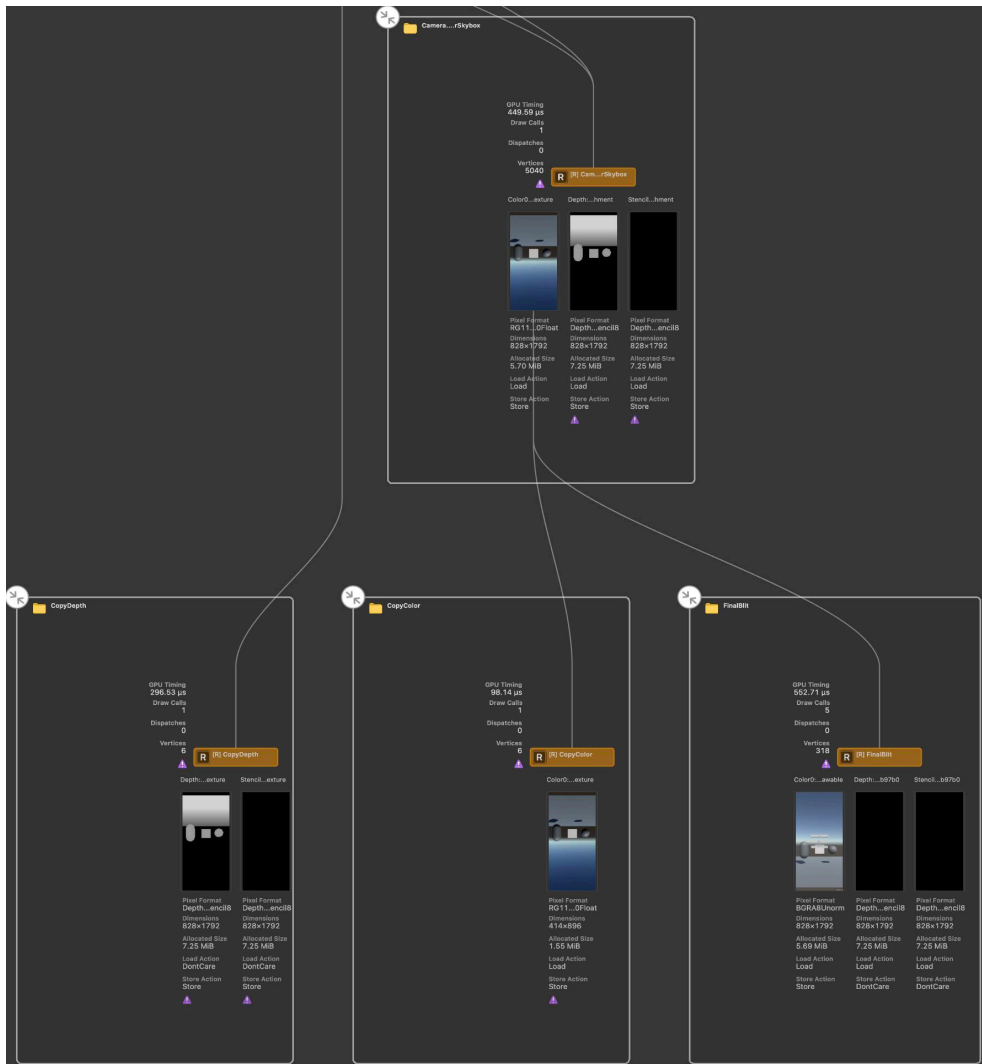 Camera....rSkybox
GPU Timing
449.59 µs
Draw Calls
1
Dispatches
0
Vertices
5040
R [R] Cam...rSkybox
Color0...exture Depth:...hment Stencil...hment
Pixel Format Pixel Format Pixel Format
RG11...0Float Depth...encil8 Depth...encil8
Dimensions Dimensions Dimensions
828×1792 828×1792 828×1792
Allocated Size Allocated Size Allocated Size
5.70 MiB 7.25 MiB 7.25 MiB
Load Action Load Action Load Action
Load Load Load
Store Action Store Action Store Action
Store Store Store
CopyDepth
GPU Timing
296.53 µs
Draw Calls
1
Dispatches
0
Vertices
6
R [R] CopyDepth
Depth:...exture Stencil...exture
Pixel Format Pixel Format
Depth...encil8 Depth...encil8
Dimensions Dimensions
828×1792 828×1792
Allocated Size Allocated Size
7.25 MiB 7.25 MiB
Load Action Load Action
DontCare DontCare
Store Action Store Action
Store Store
CopyColor
GPU Timing
98.14 µs
Draw Calls
1
Dispatches
0
Vertices
6
R [R] CopyColor
Color0:...exture
Pixel Format
RG11...0Float
Dimensions
414×896
Allocated Size
1.55 MiB
Load Action
Load
Store Action
Store
FinalBlit
GPU Timing
552.71 µs
Draw Calls
5
Dispatches
0
Vertices
318
R [R] FinalBlit
Color0:...awable Depth:...b97b0 Stencil...b97b0
Pixel Format Pixel Format Pixel Format
BGRA8Unorm Depth...encil8 Depth...encil8
Dimensions Dimensions Dimensions
828×1792 828×1792 828×1792
Allocated Size Allocated Size Allocated Size
5.69 MiB 7.25 MiB 7.25 MiB
Load Action Load Action Load Action
Load Load Load
Store Action Store Action Store Action
Store DontCare DontCare